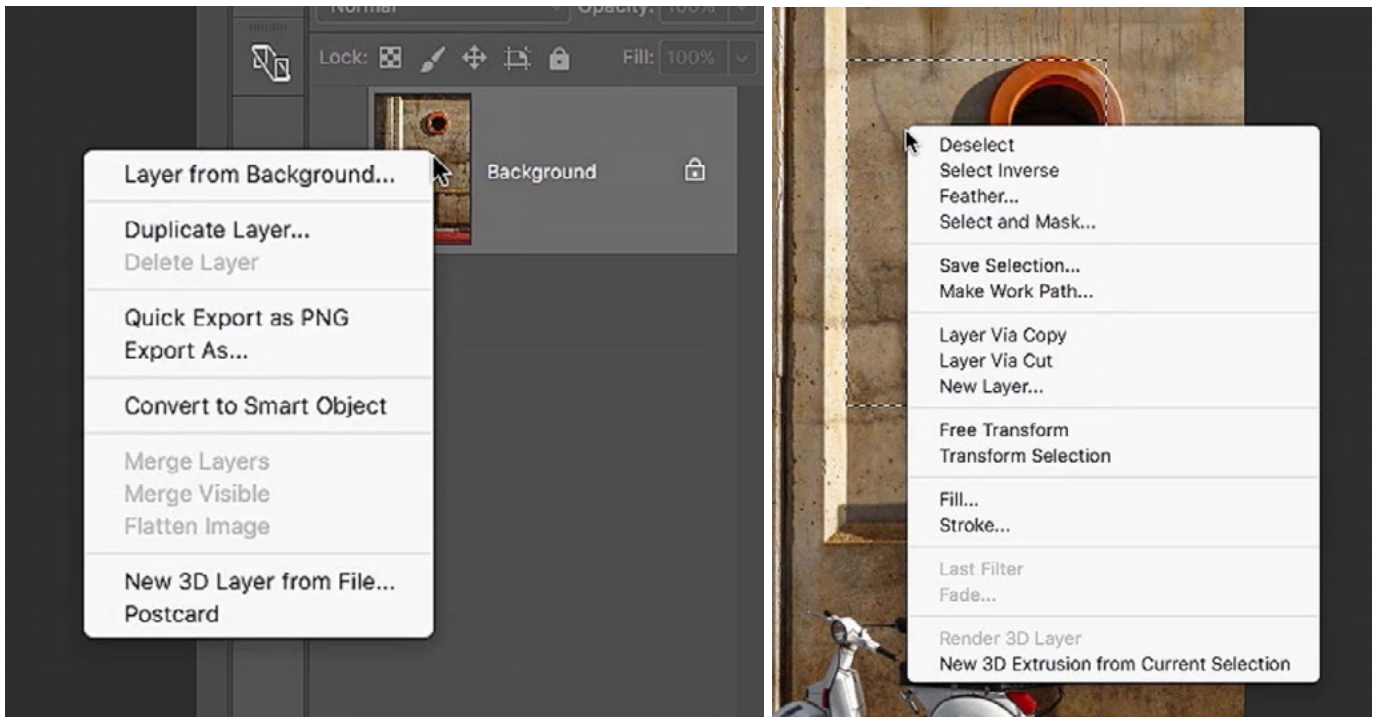 Normal
Opacity: 100%
Lock:
Fill: 100%
Background
Layer from Background...
Duplicate Layer...
Delete Layer
Quick Export as PNG
Export As...
Convert to Smart Object
Merge Layers
Merge Visible
Flatten Image
New 3D Layer from File...
Postcard
Deselect
Select Inverse
Feather...
Select and Mask...
Save Selection...
Make Work Path...
Layer Via Copy
Layer Via Cut
New Layer...
Free Transform
Transform Selection
Fill...
Stroke...
Last Filter
Fade...
Render 3D Layer
New 3D Extrusion from Current Selection